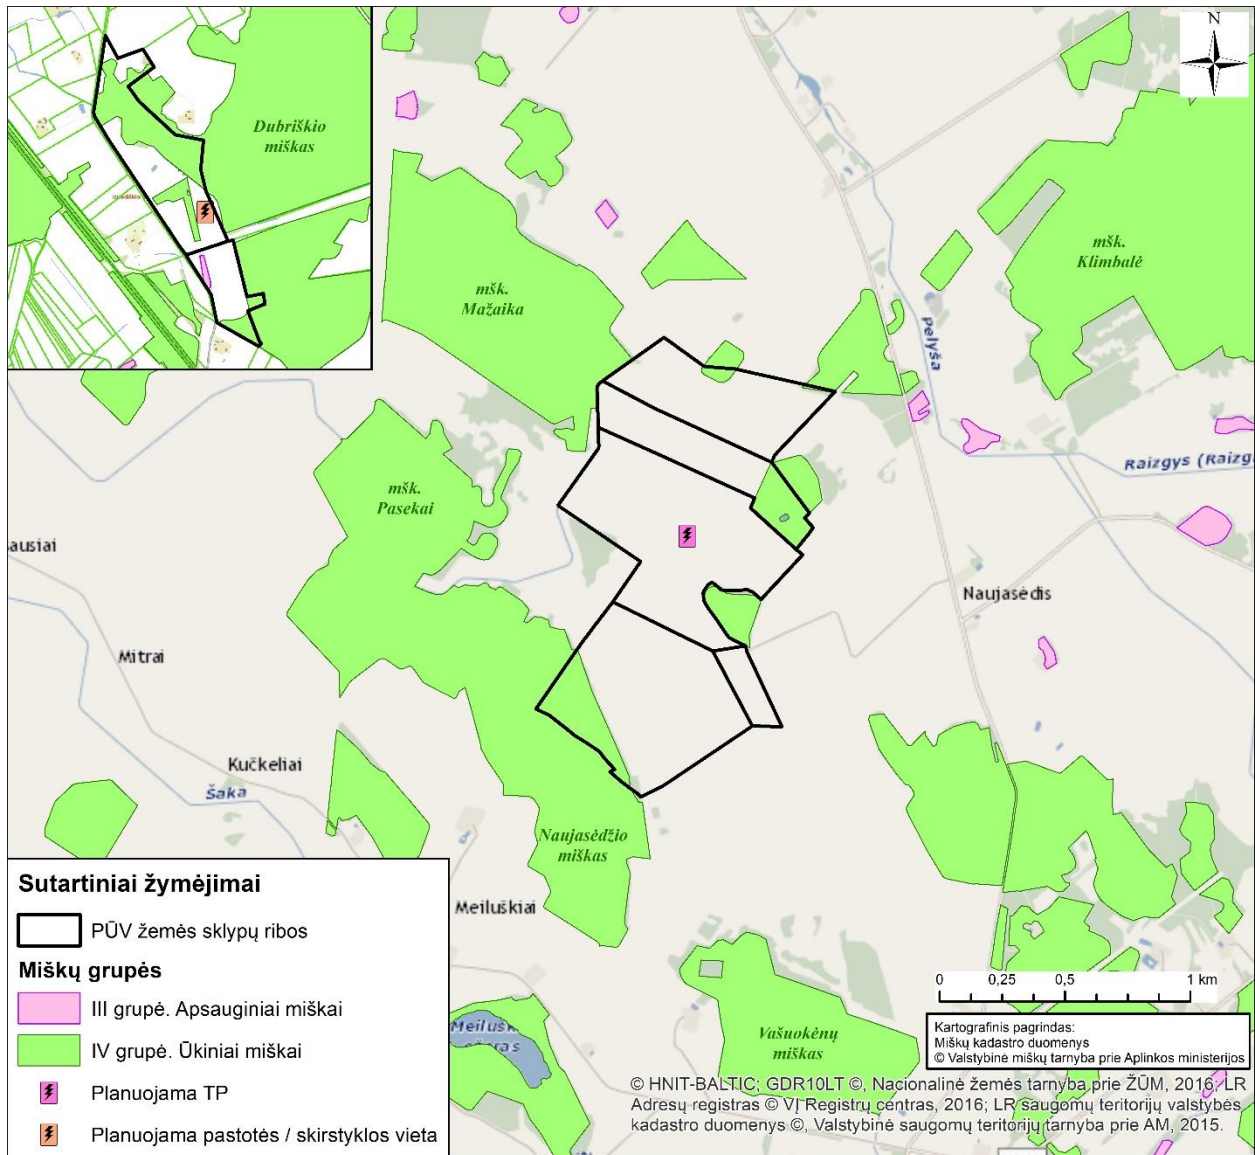 N
Dubriškio
miškas
mšk.
Klimbalė
mšk.
Mažaika
Pelyša
Raizgys (Raizg
mšk.
Pasekai
ausiai
Naujasėdis
Mitrai
Kučkeliai
Šaka
Naujasėdžio
miškas
Meiluškiai
Meilušk
ežeras
Vašuokėnų
miškas
Sutartiniai žymėjimai
PŪV žemės sklypų ribos
Miškų grupės
III grupė. Apsauginiai miškai
IV grupė. Ūkiniai miškai
Planuojama TP
Planuojama pastotės / skirstyklos vieta
0 0,25 0,5 1 km
Kartografinis pagrindas:
Miškų kadastro duomenys
© Valstybinė miškų tarnyba prie Aplinkos ministerijos
© HNIT-BALTIC; GDR10LT ©, Nacionalinė žemės tarnyba prie ŽŪM, 2016; LR
Adresų registras © VĮ Registrų centras, 2016; LR saugomų teritorijų valstybės
kadastro duomenys ©, Valstybinė saugomų teritorijų tarnyba prie AM, 2015.